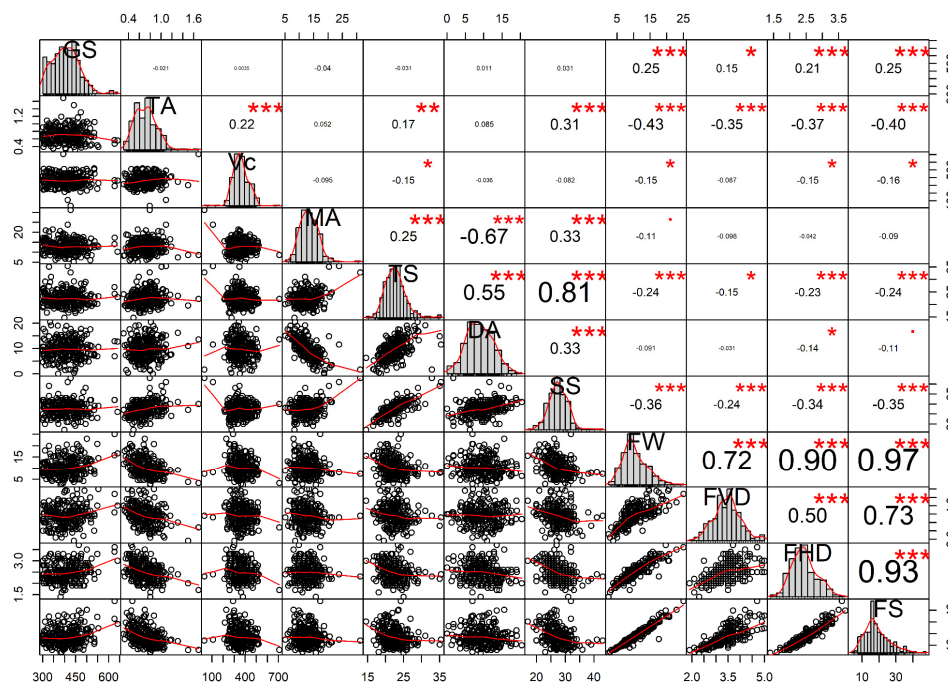 0.4 0.8 1.2 1.6 5 15 25 0 5 15 5 15 25 1.5 2.5 3.5
GS -0.021 0.0035 -0.04 -0.031 0.011 0.031 *** 0.25 * 0.15 *** 0.21 *** 0.25
0.4 1.2 TA *** 0.22 0.052 ** 0.17 0.085 *** 0.31 *** -0.43 *** -0.35 *** -0.37 *** -0.40
Vc -0.095 * -0.15 -0.036 -0.082 * -0.15 -0.087 * -0.15 * -0.16
5 20 MA *** 0.25 *** -0.67 *** 0.33 . -0.11 -0.098 -0.042 -0.09
TS *** 0.55 *** 0.81 *** -0.24 * -0.15 *** -0.23 *** -0.24
0 10 20 DA *** 0.33 -0.091 -0.031 * -0.14 . -0.11
SS *** -0.36 *** -0.24 *** -0.34 *** -0.35
5 15 FW *** 0.72 *** 0.90 *** 0.97
FVD *** 0.50 *** 0.73
1.5 3.0 FHD *** 0.93
FS
300 400 500 600 100 400 700 15 25 35 20 30 40 2.0 3.5 5.0 10 30